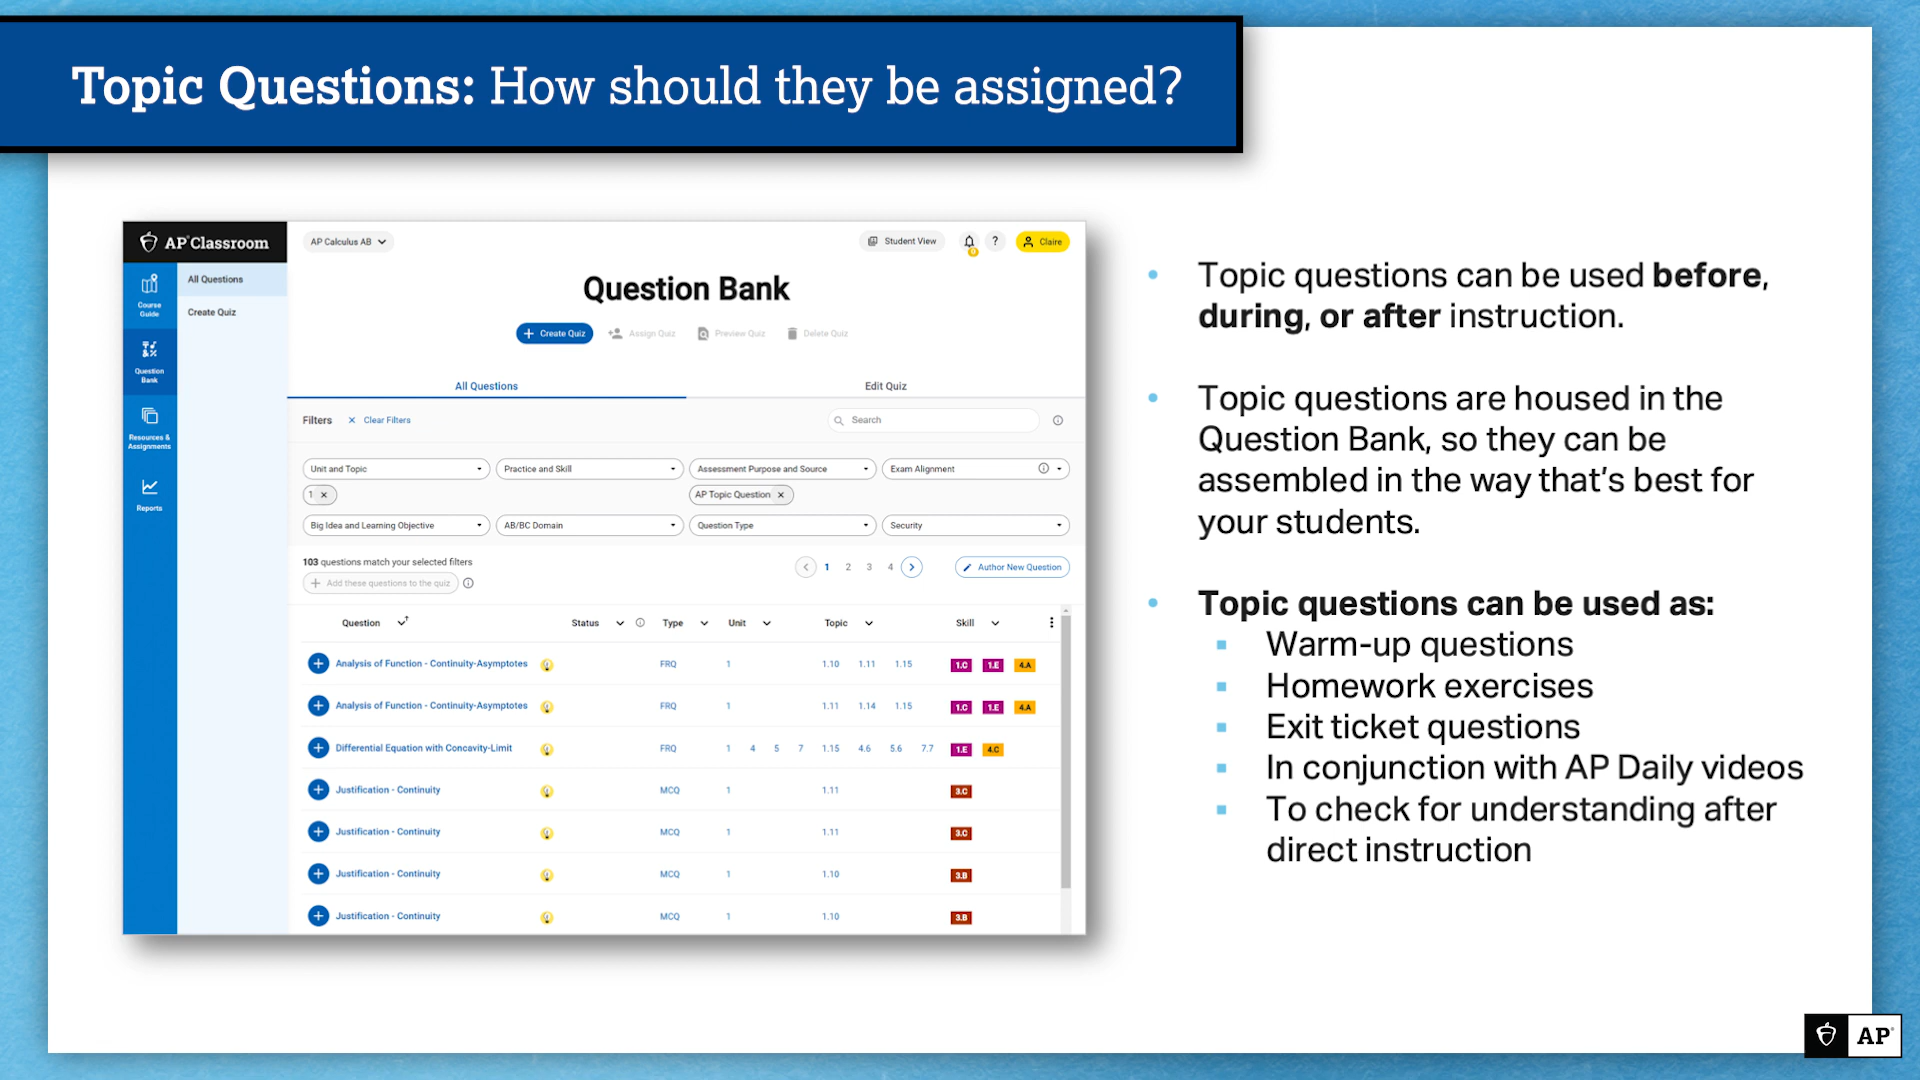 Topic Questions: How should they be assigned?
AP Classroom
AP Calculus AB
Student View
?
Claire
Course
Guide
Question
Bank
Resources &
Assignments
Reports
All Questions
Create Quiz
Question Bank
Create Quiz
Assign Quiz
Preview Quiz
Delete Quiz
All Questions
Edit Quiz
Filters
Clear Filters
Search
Unit and Topic
Practice and Skill
Assessment Purpose and Source
Exam Alignment
1
AP Topic Question
Big Idea and Learning Objective
AB/BC Domain
Question Type
Security
103 questions match your selected filters
1 2 3 4
Author New Question
Add these questions to the quiz
Question Status Type Unit Topic Skill
Analysis of Function - Continuity-Asymptotes FRQ 1 1.10 1.11 1.15 1.C 1.E 4.A
Analysis of Function - Continuity-Asymptotes FRQ 1 1.11 1.14 1.15 1.C 1.E 4.A
Differential Equation with Concavity-Limit FRQ 1 4 5 7 1.15 4.6 5.6 7.7 1.E 4.C
Justification - Continuity MCQ 1 1.11 3.C
Justification - Continuity MCQ 1 1.11 3.C
Justification - Continuity MCQ 1 1.10 3.B
Justification - Continuity MCQ 1 1.10 3.B
Topic questions can be used before,
during, or after instruction.
Topic questions are housed in the
Question Bank, so they can be
assembled in the way that's best for
your students.
Topic questions can be used as:
Warm-up questions
Homework exercises
Exit ticket questions
In conjunction with AP Daily videos
To check for understanding after
direct instruction
AP